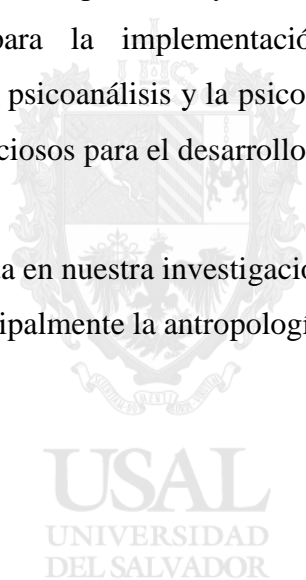 para la implementació
psicoanálisis y la psico
ciosos para el desarrollo
a en nuestra investigacio
ipalmente la antropologí
USAL
UNIVERSIDAD
DEL SALVADOR